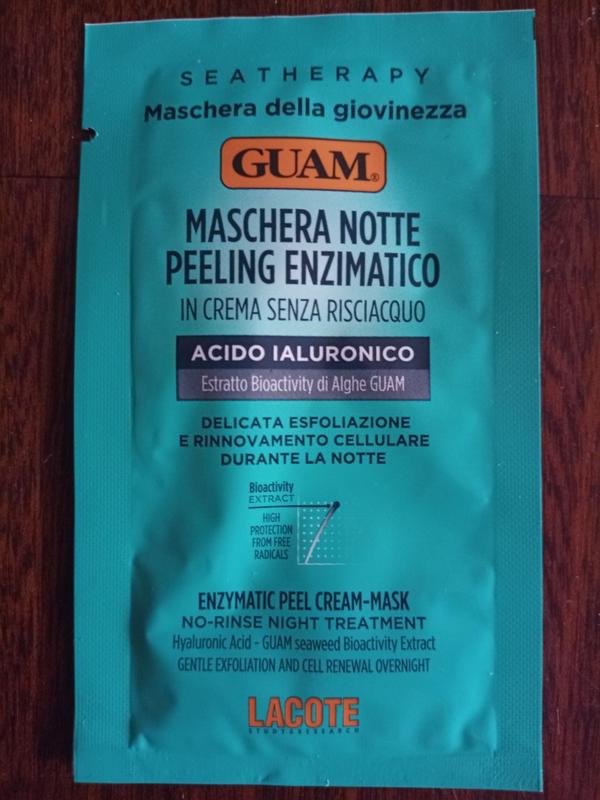 SEATHERAPY
Maschera della giovinezza
GUAM®
MASCHERA NOTTE
PEELING ENZIMATICO
IN CREMA SENZA RISCIACQUO
ACIDO IALURONICO
Estratto Bioactivity di Alghe GUAM
DELICATA ESFOLIAZIONE
E RINNOVAMENTO CELLULARE
DURANTE LA NOTTE
Bioactivity
EXTRACT
HIGH
PROTECTION
FROM FREE
RADICALS
ENZYMATIC PEEL CREAM-MASK
NO-RINSE NIGHT TREATMENT
Hyaluronic Acid - GUAM seaweed Bioactivity Extract
GENTLE EXFOLIATION AND CELL RENEWAL OVERNIGHT
LACOTE
STUDY&RESEARCH